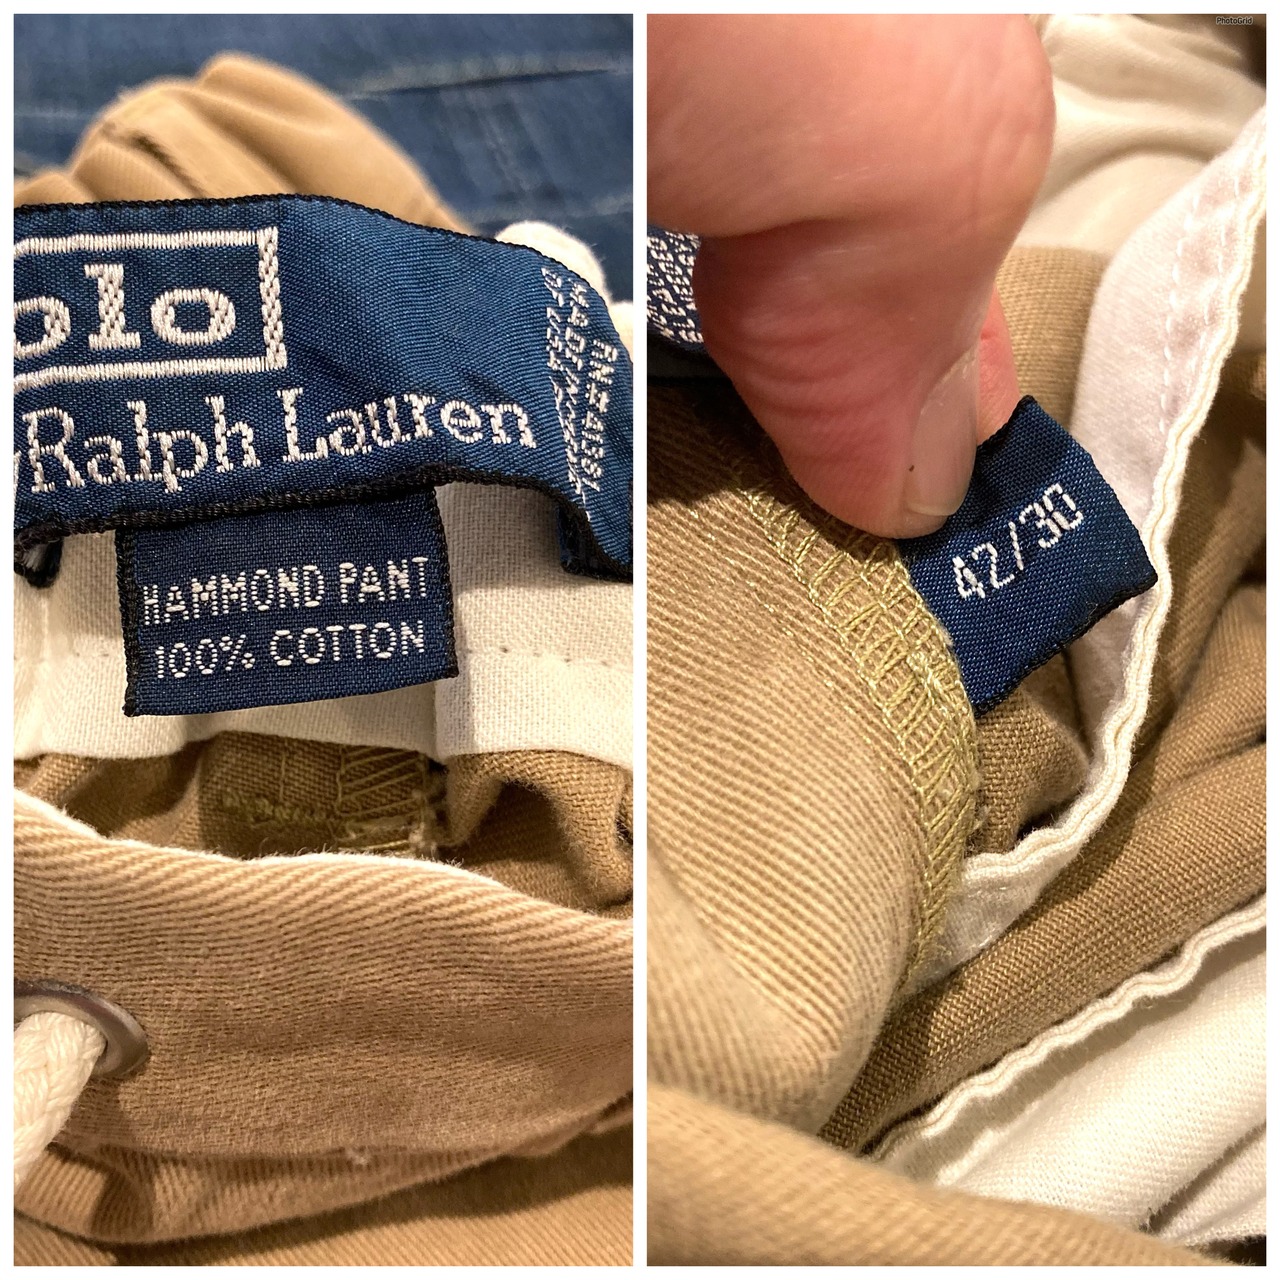 olo
Ralph Lauren
HAMMOND PANT
100% COTTON
42/30
PhotoGrid